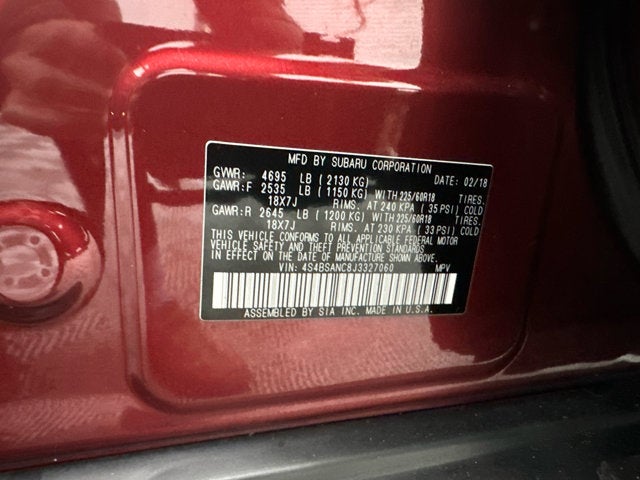 MFD BY SUBARU CORPORATION
GVWR: 4695 LB (2130 KG) DATE: 02/18
GAWR:F 2535 LB (1150 KG) WITH 225/60R18 TIRES.
18X7J RIMS. AT 240 KPA (35 PSI) COLD
GAWR:R 2645 LB (1200 KG) WITH 225/60R18 TIRES.
18X7J RIMS. AT 230 KPA (33 PSI) COLD
THIS VEHICLE CONFORMS TO ALL APPLICABLE FEDERAL MOTOR
VEHICLE SAFETY AND THEFT PREVENTION STANDARDS
IN EFFECT ON THE DATE OF MANUFACTURE SHOWN ABOVE.
VIN: 4S4BSANC8J3327060 MPV
ASSEMBLED BY SIA INC. MADE IN U.S.A.